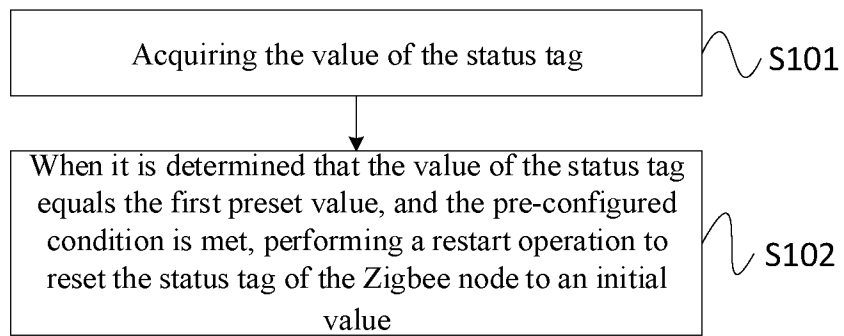 Acquiring the value of the status tag
S101
When it is determined that the value of the status tag
equals the first preset value, and the pre-configured
condition is met, performing a restart operation to
reset the status tag of the Zigbee node to an initial
value
S102